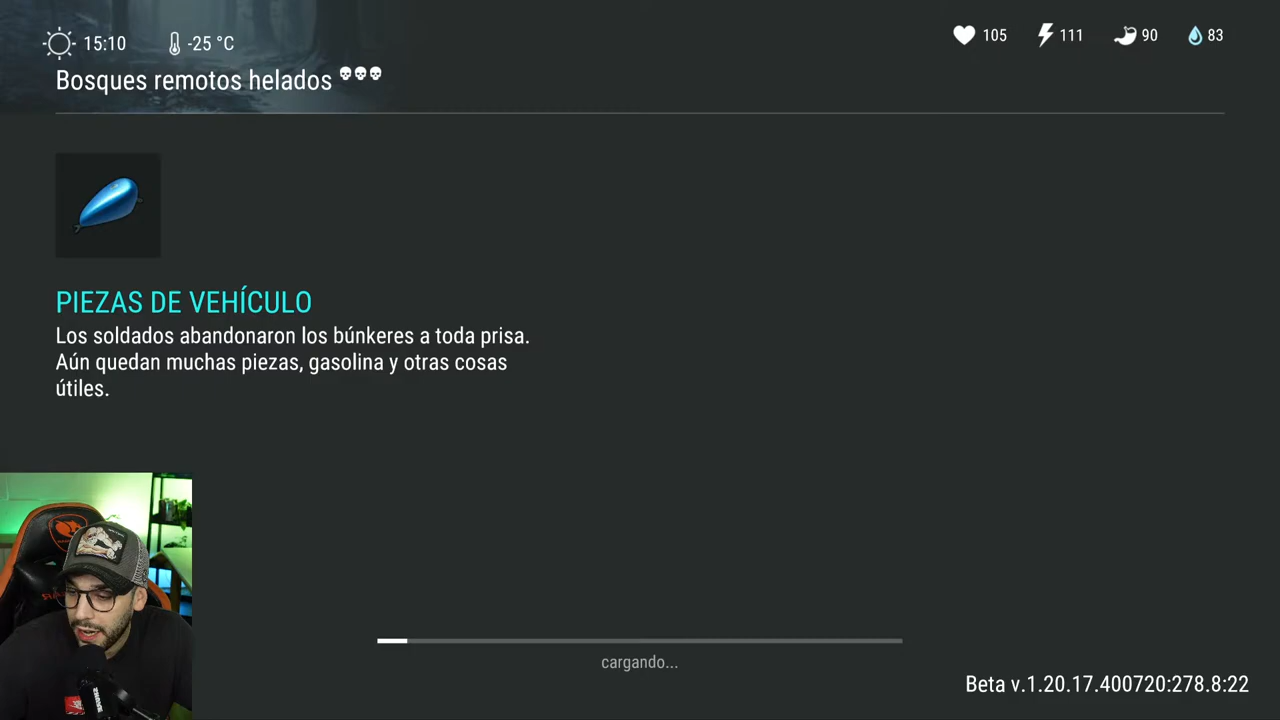 15:10
-25 °C
105
111
90
83
Bosques remotos helados
PIEZAS DE VEHÍCULO
Los soldados abandonaron los búnkeres a toda prisa.
Aún quedan muchas piezas, gasolina y otras cosas
útiles.
cargando...
Beta v.1.20.17.400720:278.8:22